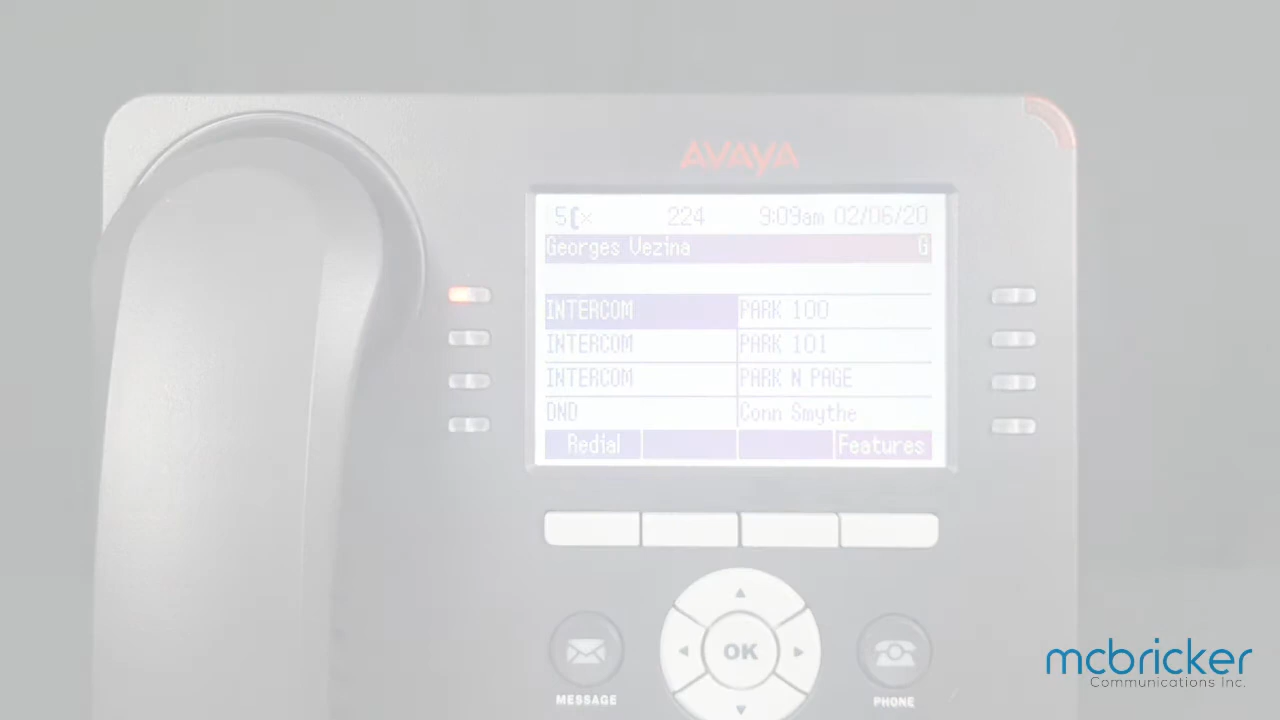 AVAYA
5 224 9:09am 02/06/20
Georges Vezina G
INTERCOM PARK 100
INTERCOM PARK 101
INTERCOM PARK N PAGE
DND Conn Smythe
Redial Features
OK
MESSAGE PHONE
mcbricker
Communications Inc.